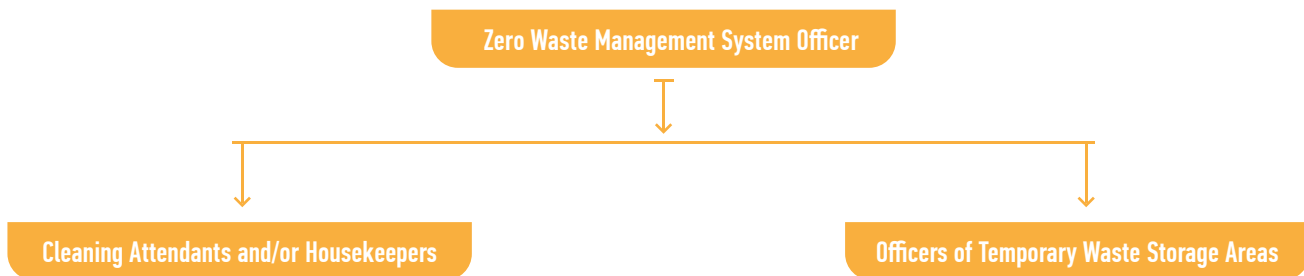 Zero Waste Management System Officer
Cleaning Attendants and/or Housekeepers
Officers of Temporary Waste Storage Areas